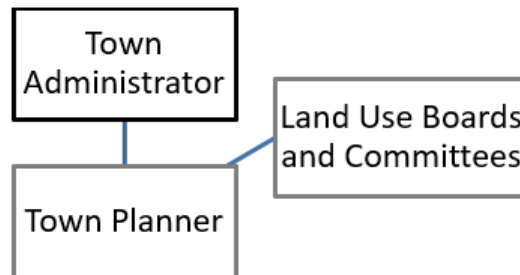 Town
Administrator
Land Use Boards
and Committees
Town Planner